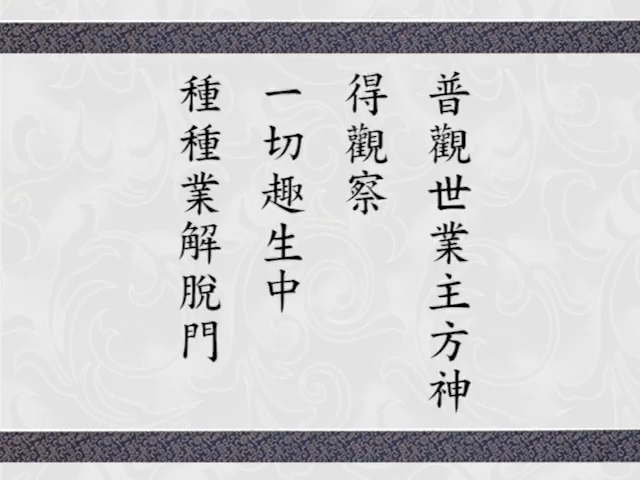 普觀世業主方神
得觀察
一切趣生中
種種業解脫門